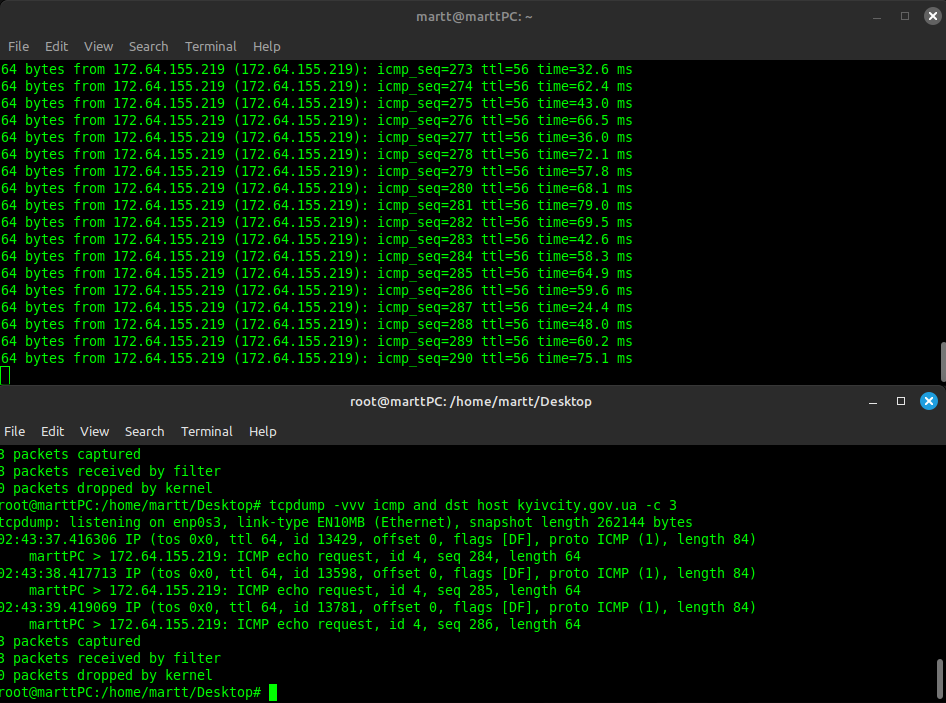 martt@marttPC: ~
File Edit View Search Terminal Help
64 bytes from 172.64.155.219 (172.64.155.219): icmp_seq=273 ttl=56 time=32.6 ms
64 bytes from 172.64.155.219 (172.64.155.219): icmp_seq=274 ttl=56 time=62.4 ms
64 bytes from 172.64.155.219 (172.64.155.219): icmp_seq=275 ttl=56 time=43.0 ms
64 bytes from 172.64.155.219 (172.64.155.219): icmp_seq=276 ttl=56 time=66.5 ms
64 bytes from 172.64.155.219 (172.64.155.219): icmp_seq=277 ttl=56 time=36.0 ms
64 bytes from 172.64.155.219 (172.64.155.219): icmp_seq=278 ttl=56 time=72.1 ms
64 bytes from 172.64.155.219 (172.64.155.219): icmp_seq=279 ttl=56 time=57.8 ms
64 bytes from 172.64.155.219 (172.64.155.219): icmp_seq=280 ttl=56 time=68.1 ms
64 bytes from 172.64.155.219 (172.64.155.219): icmp_seq=281 ttl=56 time=79.0 ms
64 bytes from 172.64.155.219 (172.64.155.219): icmp_seq=282 ttl=56 time=69.5 ms
64 bytes from 172.64.155.219 (172.64.155.219): icmp_seq=283 ttl=56 time=42.6 ms
64 bytes from 172.64.155.219 (172.64.155.219): icmp_seq=284 ttl=56 time=58.3 ms
64 bytes from 172.64.155.219 (172.64.155.219): icmp_seq=285 ttl=56 time=64.9 ms
64 bytes from 172.64.155.219 (172.64.155.219): icmp_seq=286 ttl=56 time=59.6 ms
64 bytes from 172.64.155.219 (172.64.155.219): icmp_seq=287 ttl=56 time=24.4 ms
64 bytes from 172.64.155.219 (172.64.155.219): icmp_seq=288 ttl=56 time=48.0 ms
64 bytes from 172.64.155.219 (172.64.155.219): icmp_seq=289 ttl=56 time=60.2 ms
64 bytes from 172.64.155.219 (172.64.155.219): icmp_seq=290 ttl=56 time=75.1 ms
root@marttPC: /home/martt/Desktop
File Edit View Search Terminal Help
3 packets captured
3 packets received by filter
0 packets dropped by kernel
root@marttPC:/home/martt/Desktop# tcpdump -vvv icmp and dst host kyivcity.gov.ua -c 3
tcpdump: listening on enp0s3, link-type EN10MB (Ethernet), snapshot length 262144 bytes
02:43:37.416306 IP (tos 0x0, ttl 64, id 13429, offset 0, flags [DF], proto ICMP (1), length 84)
    marttPC > 172.64.155.219: ICMP echo request, id 4, seq 284, length 64
02:43:38.417713 IP (tos 0x0, ttl 64, id 13598, offset 0, flags [DF], proto ICMP (1), length 84)
    marttPC > 172.64.155.219: ICMP echo request, id 4, seq 285, length 64
02:43:39.419069 IP (tos 0x0, ttl 64, id 13781, offset 0, flags [DF], proto ICMP (1), length 84)
    marttPC > 172.64.155.219: ICMP echo request, id 4, seq 286, length 64
3 packets captured
3 packets received by filter
0 packets dropped by kernel
root@marttPC:/home/martt/Desktop#